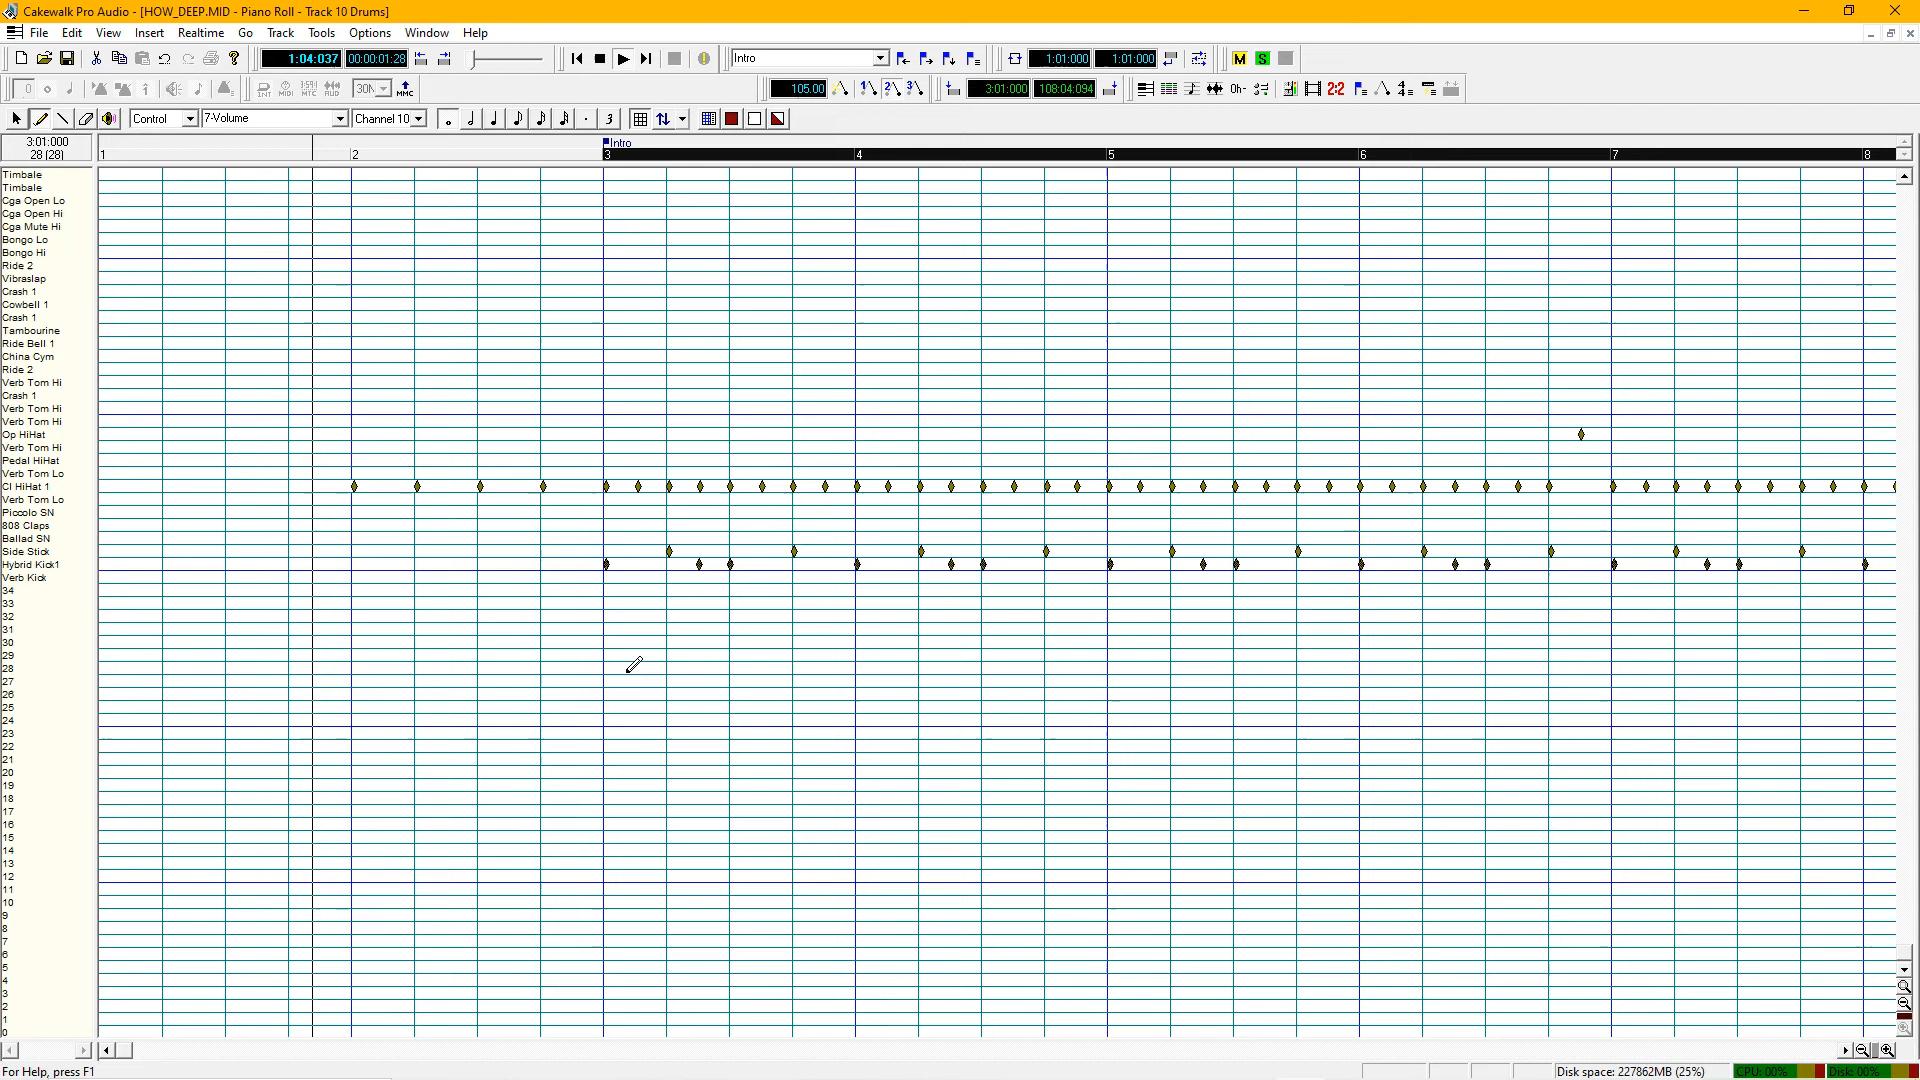 Cakewalk Pro Audio - [HOW_DEEP.MID - Piano Roll - Track 10 Drums]
File Edit View Insert Realtime Go Track Tools Options Window Help
1:04:037 00:00:01:28 Intro 1:01:000 1:01:000 M S
105.00 3:01:000 108:04:094
Control 7-Volume Channel 10 3
3:01:000
28 (28)
Intro
1 2 3 4 5 6 7 8
Timbale
Timbale
Cga Open Lo
Cga Open Hi
Cga Mute Hi
Bongo Lo
Bongo Hi
Ride 2
Vibraslap
Crash 1
Cowbell 1
Crash 1
Tambourine
Ride Bell 1
China Cym
Ride 2
Verb Tom Hi
Crash 1
Verb Tom Hi
Verb Tom Hi
Op HiHat
Verb Tom Hi
Pedal HiHat
Verb Tom Lo
Cl HiHat 1
Verb Tom Lo
Piccolo SN
808 Claps
Ballad SN
Side Stick
Hybrid Kick1
Verb Kick
34
33
32
31
30
29
28
27
26
25
24
23
22
21
20
19
18
17
16
15
14
13
12
11
10
9
8
7
6
5
4
3
2
1
0
For Help, press F1
Disk space: 227862MB (25%) CPU: 00% Disk: 00%